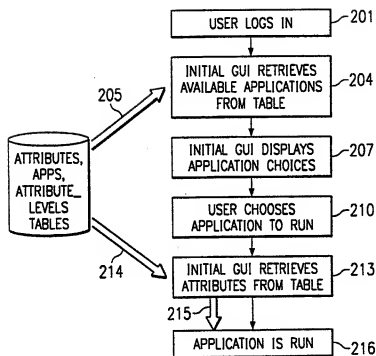 USER LOGS IN
201
INITIAL GUI RETRIEVES
AVAILABLE APPLICATIONS
FROM TABLE
204
205
INITIAL GUI DISPLAYS
APPLICATION CHOICES
207
ATTRIBUTES,
APPS,
ATTRIBUTE_
LEVELS
TABLES
USER CHOOSES
APPLICATION TO RUN
210
214
INITIAL GUI RETRIEVES
ATTRIBUTES FROM TABLE
213
215
APPLICATION IS RUN
216